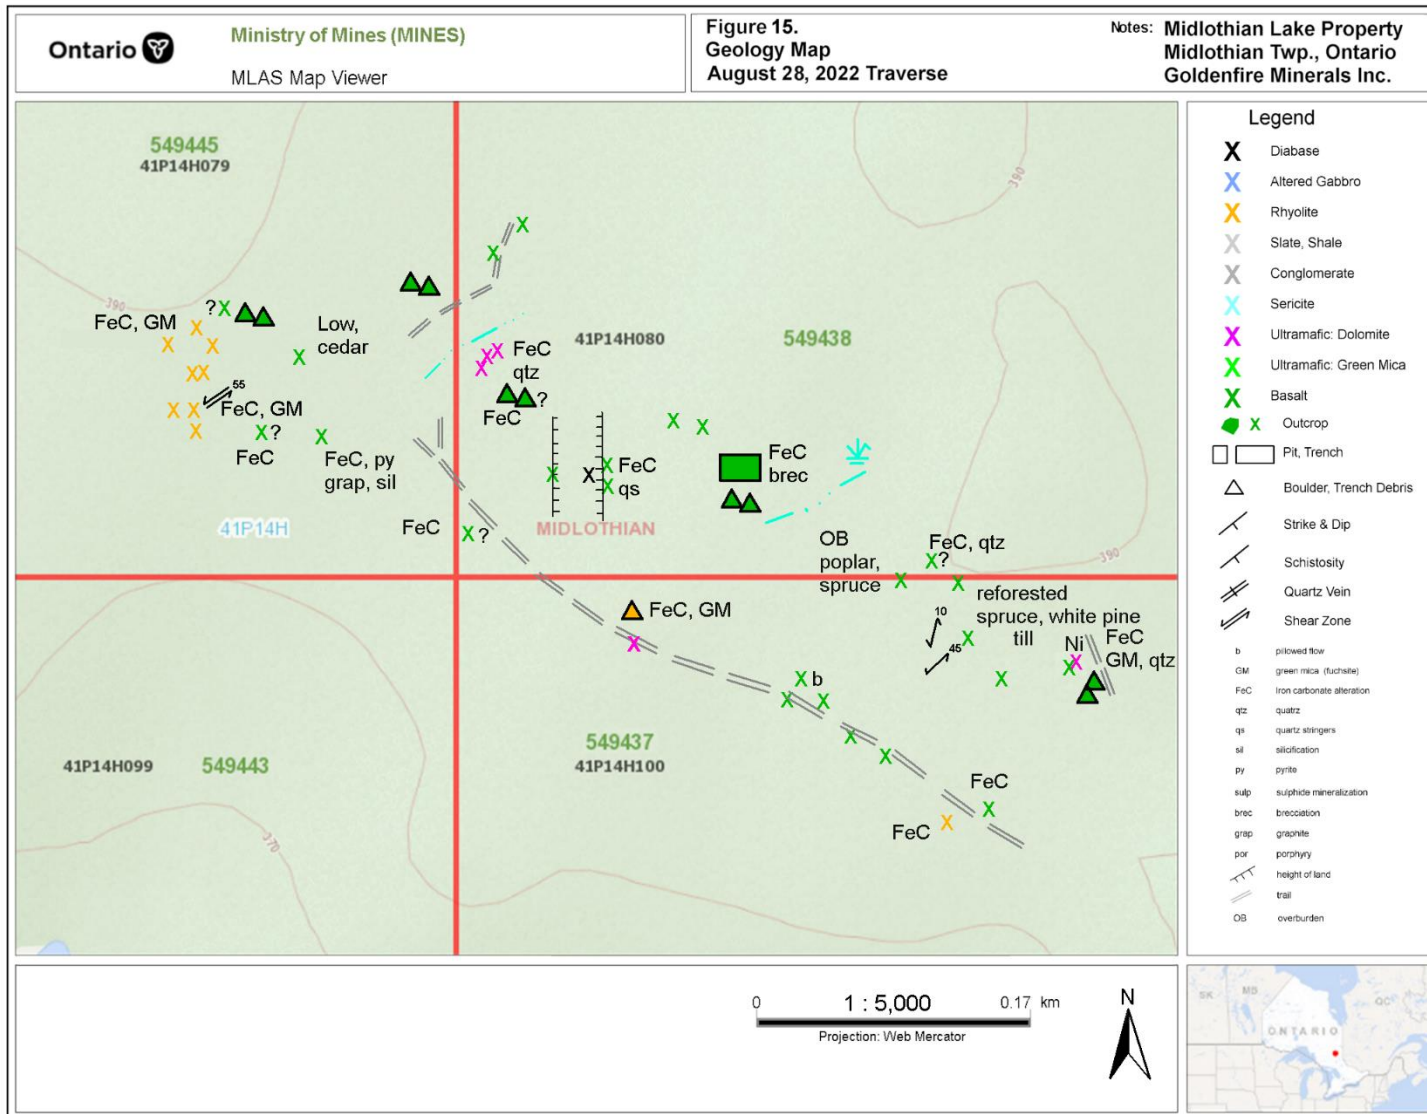 Ontario
Ministry of Mines (MINES)
MLAS Map Viewer
Figure 15.
Geology Map
August 28, 2022 Traverse
Notes: Midlothian Lake Property
Midlothian Twp., Ontario
Goldenfire Minerals Inc.
549445
41P14H079
390
390
? 
FeC, GM
Low,
cedar
FeC
qtz
41P14H080
549438
55
FeC, GM
FeC
?
?
FeC
FeC, py
grap, sil
FeC
qs
FeC
brec
41P14H
FeC
?
MIDLOTHIAN
OB
poplar,
spruce
FeC, qtz
?
390
FeC, GM
reforested
spruce, white pine
till
10
45
Ni
FeC
GM, qtz
b
549437
41P14H100
41P14H099
549443
370
FeC
FeC
Legend
Diabase
Altered Gabbro
Rhyolite
Slate, Shale
Conglomerate
Sericite
Ultramafic: Dolomite
Ultramafic: Green Mica
Basalt
Outcrop
Pit, Trench
Boulder, Trench Debris
Strike & Dip
Schistosity
Quartz Vein
Shear Zone
b pillowed flow
GM green mica (fuchsite)
FeC Iron carbonate alteration
qtz quatrz
qs quartz stringers
sil silicification
py pyrite
sulp sulphide mineralization
brec brecciation
grap graphite
por porphyry
height of land
trail
OB overburden
0 1 : 5,000 0.17 km
Projection: Web Mercator
N
SK
MB
ONTARIO
QC